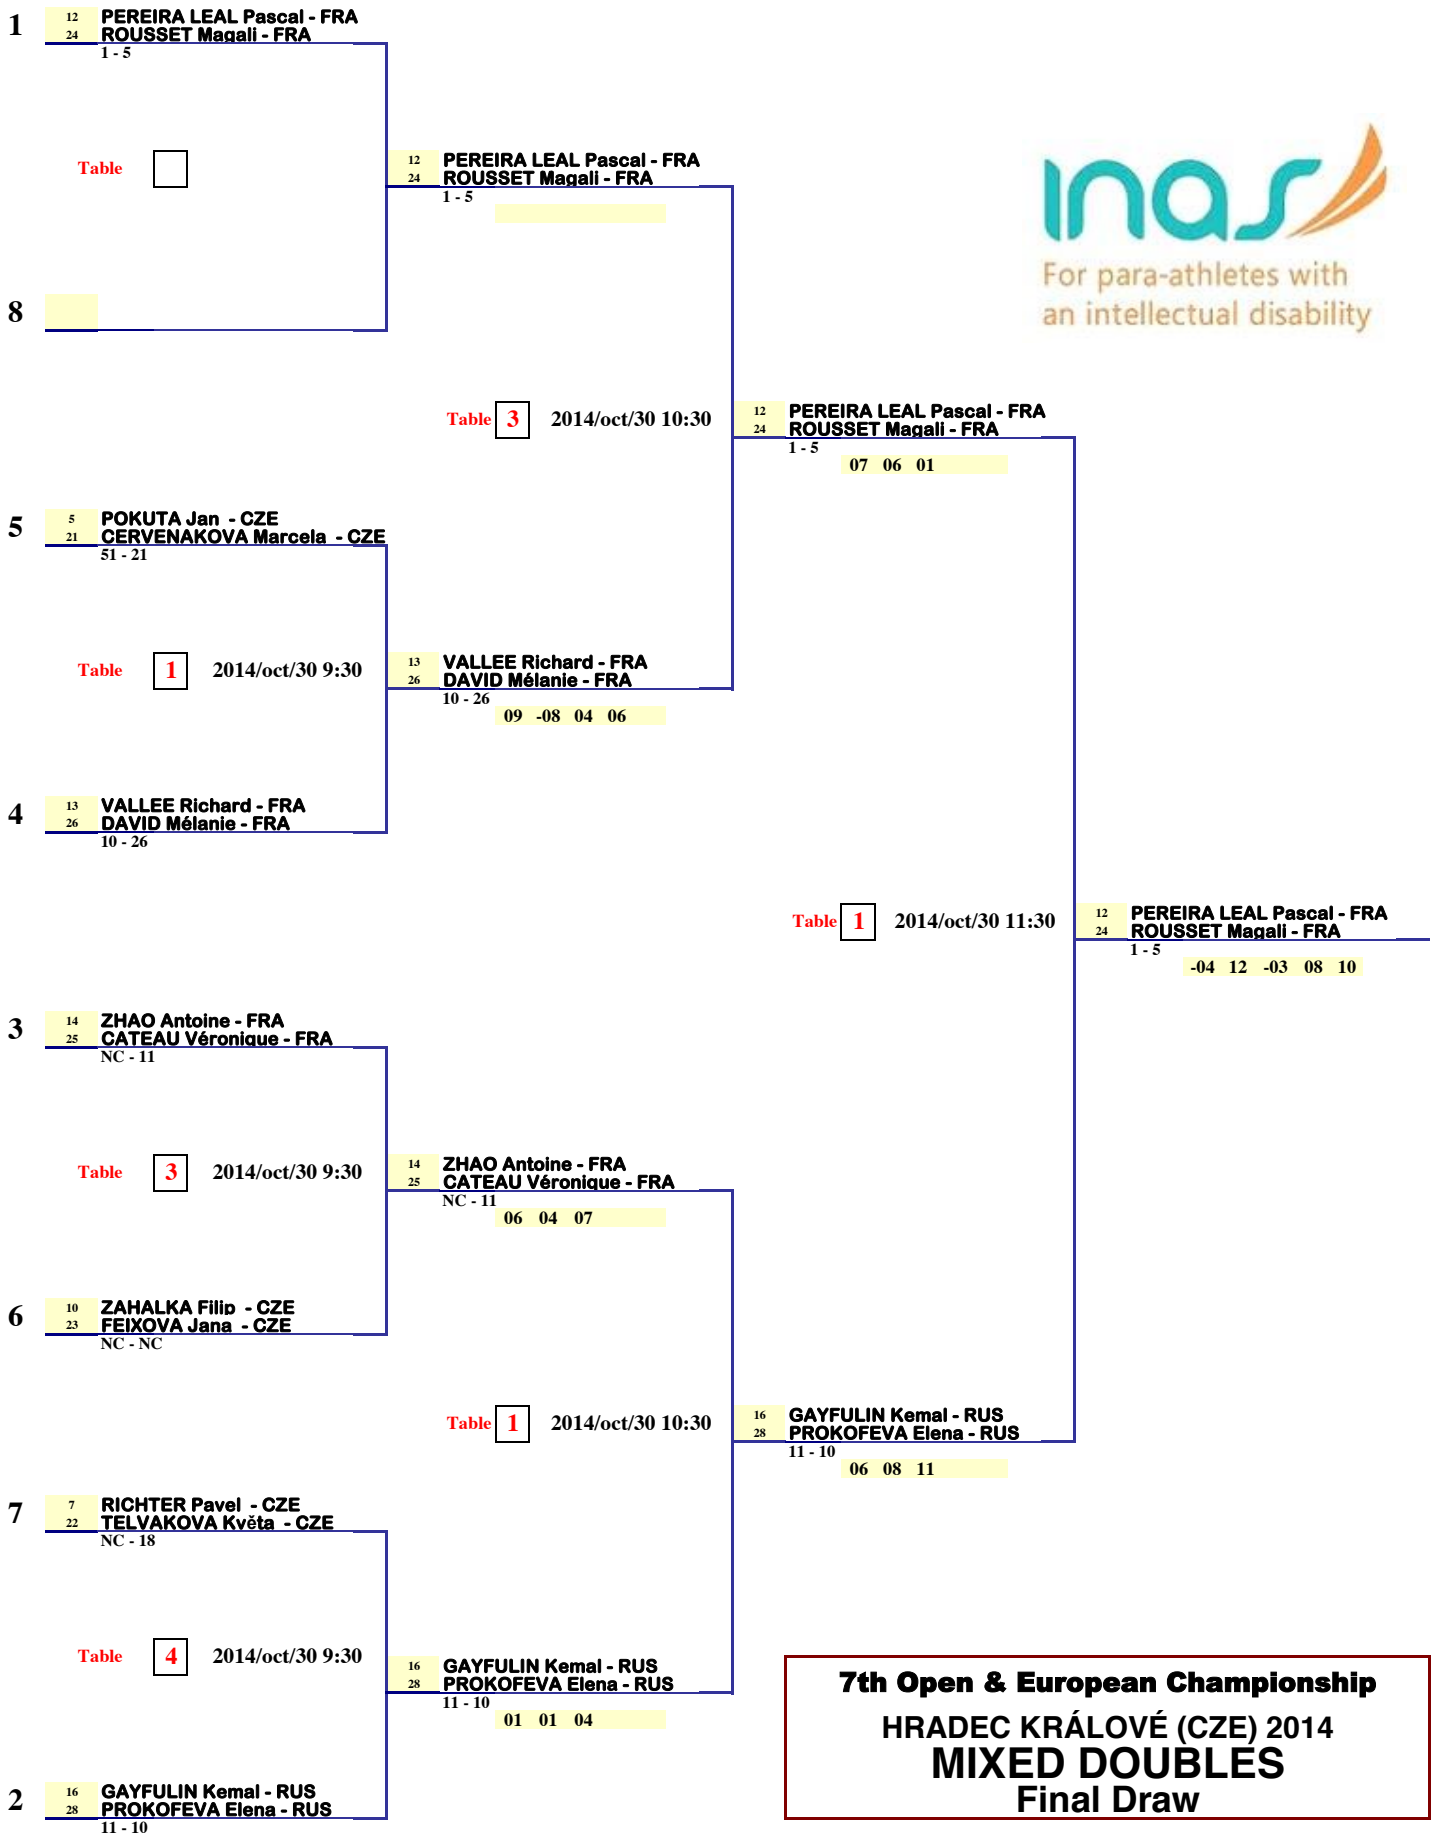 1
12 PEREIRA LEAL Pascal - FRA
24 ROUSSET Magali - FRA
1 - 5
Table
12 PEREIRA LEAL Pascal - FRA
24 ROUSSET Magali - FRA
1 - 5
inas
For para-athletes with
an intellectual disability
8
Table 3 2014/oct/30 10:30
12 PEREIRA LEAL Pascal - FRA
24 ROUSSET Magali - FRA
1 - 5
07 06 01
5
5 POKUTA Jan - CZE
21 CERVENAKOVA Marcela - CZE
51 - 21
Table 1 2014/oct/30 9:30
13 VALLEE Richard - FRA
26 DAVID Mélanie - FRA
10 - 26
09 -08 04 06
4
13 VALLEE Richard - FRA
26 DAVID Mélanie - FRA
10 - 26
Table 1 2014/oct/30 11:30
12 PEREIRA LEAL Pascal - FRA
24 ROUSSET Magali - FRA
1 - 5
-04 12 -03 08 10
3
14 ZHAO Antoine - FRA
25 CATEAU Véronique - FRA
NC - 11
Table 3 2014/oct/30 9:30
14 ZHAO Antoine - FRA
25 CATEAU Véronique - FRA
NC - 11
06 04 07
6
10 ZAHALKA Filip - CZE
23 FEIXOVA Jana - CZE
NC - NC
Table 1 2014/oct/30 10:30
16 GAYFULIN Kemal - RUS
28 PROKOFEVA Elena - RUS
11 - 10
06 08 11
7
7 RICHTER Pavel - CZE
22 TELVAKOVA Květa - CZE
NC - 18
Table 4 2014/oct/30 9:30
16 GAYFULIN Kemal - RUS
28 PROKOFEVA Elena - RUS
11 - 10
01 01 04
2
16 GAYFULIN Kemal - RUS
28 PROKOFEVA Elena - RUS
11 - 10
7th Open & European Championship
HRADEC KRÁLOVÉ (CZE) 2014
MIXED DOUBLES
Final Draw